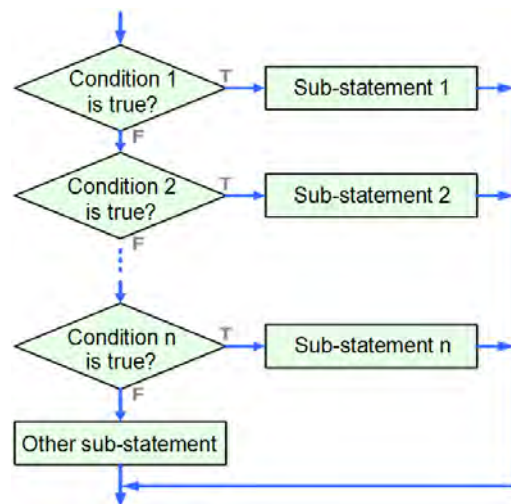 Condition 1
is true?
T
Sub-statement 1
F
Condition 2
is true?
T
Sub-statement 2
F
Condition n
is true?
T
Sub-statement n
F
Other sub-statement